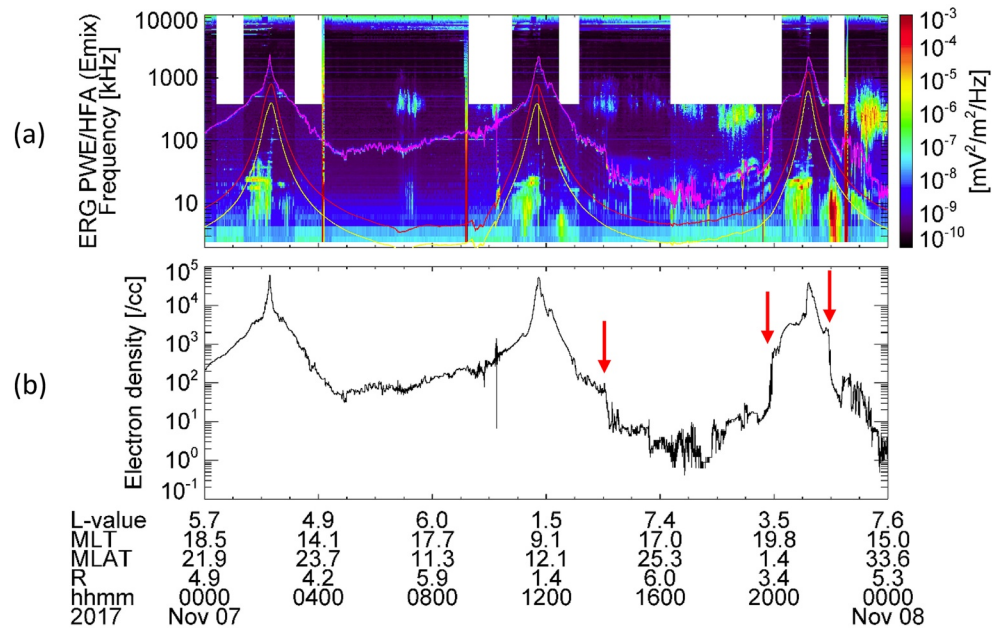 (a)
ERG PWE/HFA (Emix)
Frequency [kHz]
10000
1000
100
10
10-3
10-4
10-5
10-6
10-7
10-8
10-9
10-10
[mV2/m2/Hz]
(b)
Electron density [/cc]
105
104
103
102
101
100
10-1
L-value 5.7 4.9 6.0 1.5 7.4 3.5 7.6
MLT 18.5 14.1 17.7 9.1 17.0 19.8 15.0
MLAT 21.9 23.7 11.3 12.1 25.3 1.4 33.6
R 4.9 4.2 5.9 1.4 6.0 3.4 5.3
hhmm 0000 0400 0800 1200 1600 2000 0000
2017 Nov 07 Nov 08